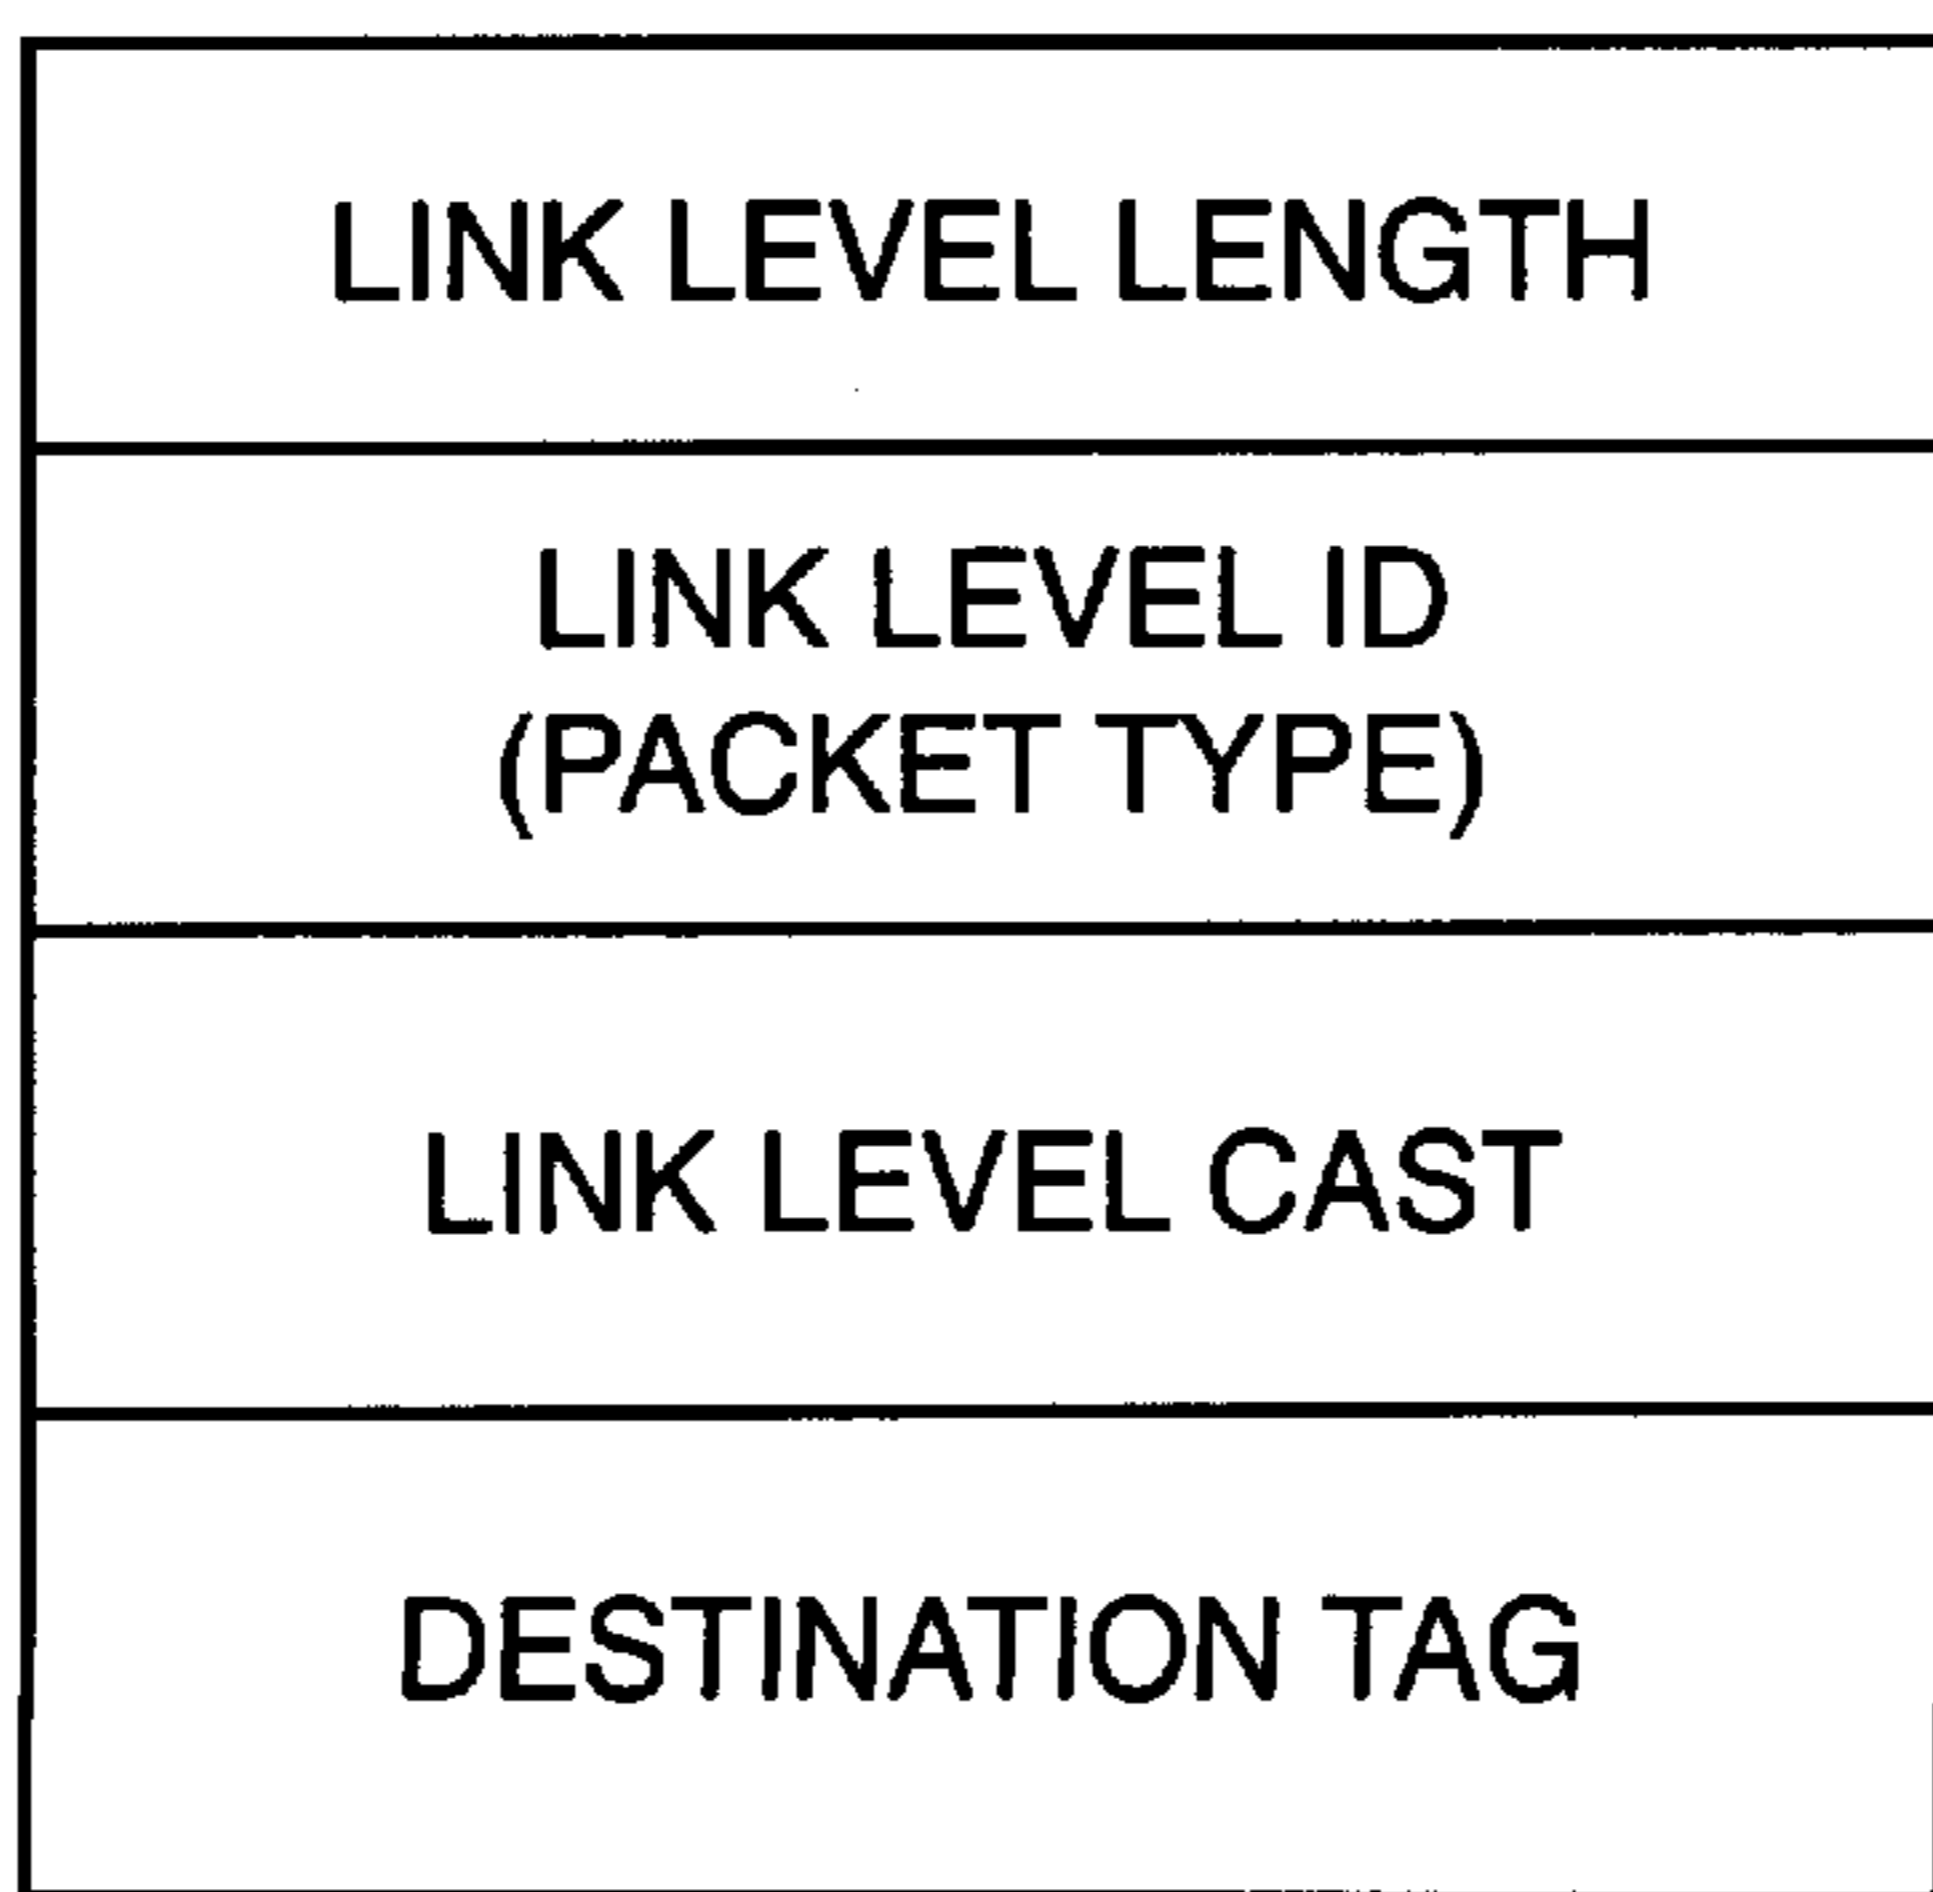 LINK LEVEL LENGTH
LINK LEVEL ID
(PACKET TYPE)
LINK LEVEL CAST
DESTINATION TAG